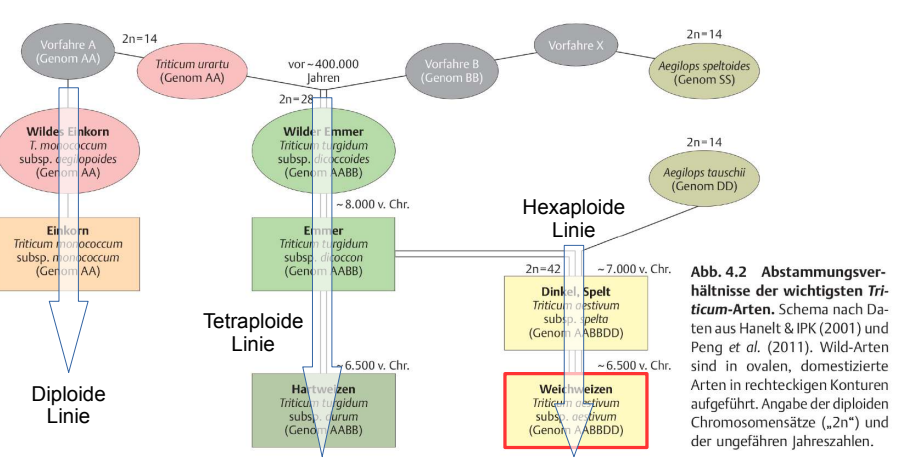 Vorfahre A
(Genom AA)
2n=14
Triticum urartu
(Genom AA)
vor ~400.000
Jahren
Vorfahre B
(Genom BB)
Vorfahre X
2n=14
Aegilops speltoides
(Genom SS)
2n=28
Wildes Einkorn
T. monococcum
subsp. aegilopoides
(Genom AA)
Wilder Emmer
Triticum turgidum
subsp. dicoccoides
(Genom AABB)
2n=14
Aegilops tauschii
(Genom DD)
~8.000 v. Chr.
Einkorn
Triticum monococcum
subsp. monococcum
(Genom AA)
Emmer
Triticum turgidum
subsp. dicoccon
(Genom AABB)
Hexaploide
Linie
2n=42
~7.000 v. Chr.
Dinkel, Spelt
Triticum aestivum
subsp. spelta
(Genom AABBDD)
Tetraploide
Linie
~6.500 v. Chr.
Hartweizen
Triticum turgidum
subsp. durum
(Genom AABB)
~6.500 v. Chr.
Weichweizen
Triticum aestivum
subsp. aestivum
(Genom AABBDD)
Diploide
Linie
Abb. 4.2 Abstammungsver-
hältnisse der wichtigsten Tri-
ticum-Arten. Schema nach Da-
ten aus Hanelt & IPK (2001) und
Peng et al. (2011). Wild-Arten
sind in ovalen, domestizierte
Arten in rechteckigen Konturen
aufgeführt. Angabe der diploiden
Chromosomensätze („2n“) und
der ungefähren Jahreszahlen.